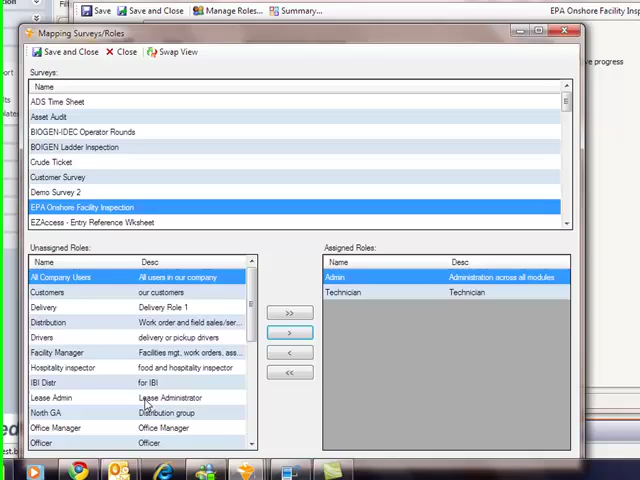 Filt
Save
Save and Close
Manage Roles...
Summary...
EPA Onshore Facility Insp
Mapping Surveys/Roles
Save and Close
Close
Swap View
ve progress
Surveys:
Name
ADS Time Sheet
Asset Audit
BIOGEN-IDEC Operator Rounds
BOIGEN Ladder Inspection
Crude Ticket
Customer Survey
Demo Survey 2
EPA Onshore Facility Inspection
EZAccess - Entry Reference Wksheet
Unassigned Roles:
Name Desc
All Company Users All users in our company
Customers our customers
Delivery Delivery Role 1
Distribution Work order and field sales/ser...
Drivers delivery or pickup drivers
Facility Manager Facilities mgt, work orders, ass...
Hospitality inspector food and hospitality inspector
IBI Distr for IBI
Lease Admin Lease Administrator
North GA Distribution group
Office Manager Office Manager
Officer Officer
>>
>
<
<<
Assigned Roles:
Name Desc
Admin Administration across all modules
Technician Technician